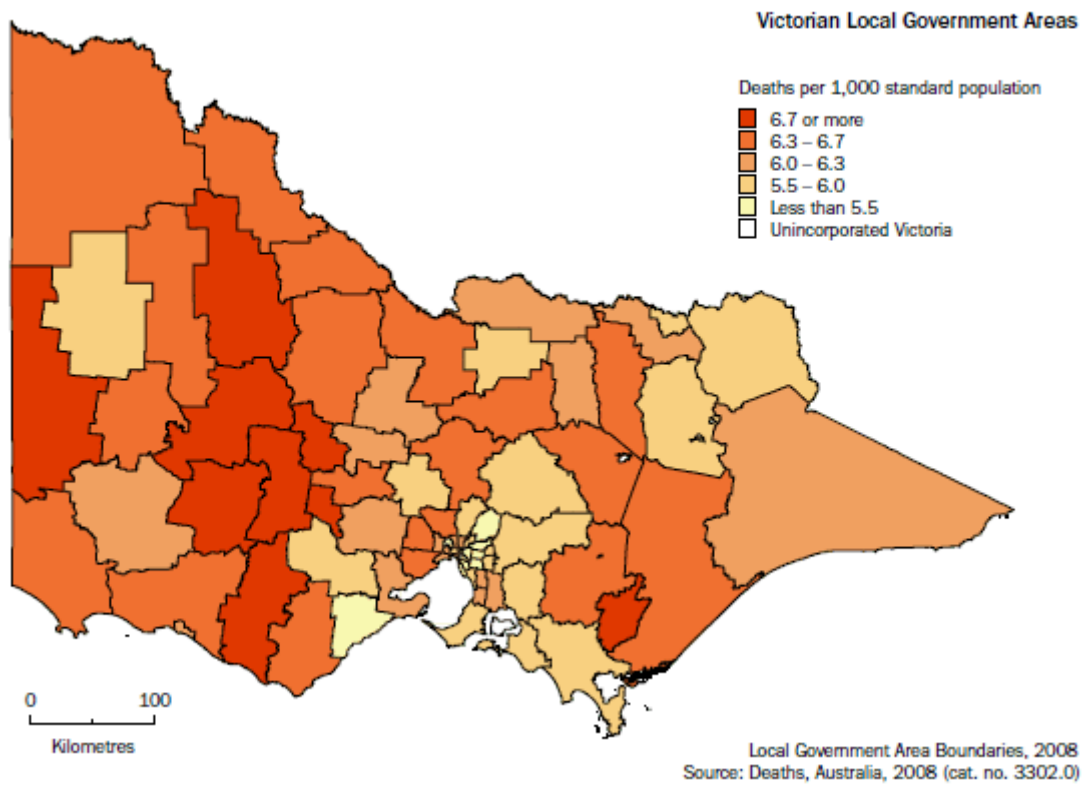 Victorian Local Government Areas
Deaths per 1,000 standard population
6.7 or more
6.3 – 6.7
6.0 – 6.3
5.5 – 6.0
Less than 5.5
Unincorporated Victoria
0 100
Kilometres
Local Government Area Boundaries, 2008
Source: Deaths, Australia, 2008 (cat. no. 3302.0)